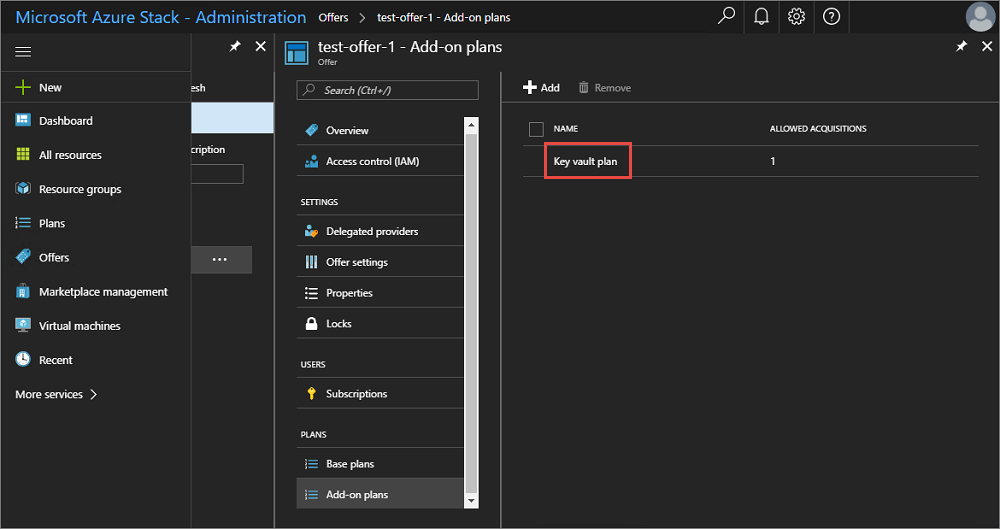 Microsoft Azure Stack - Administration Offers > test-offer-1 - Add-on plans
New
Dashboard
All resources
Resource groups
Plans
Offers
Marketplace management
Virtual machines
Recent
More services >
esh
cription
...
test-offer-1 - Add-on plans
Offer
Search (Ctrl+/)
Overview
Access control (IAM)
SETTINGS
Delegated providers
Offer settings
Properties
Locks
USERS
Subscriptions
PLANS
Base plans
Add-on plans
Add Remove
NAME ALLOWED ACQUISITIONS
Key vault plan 1